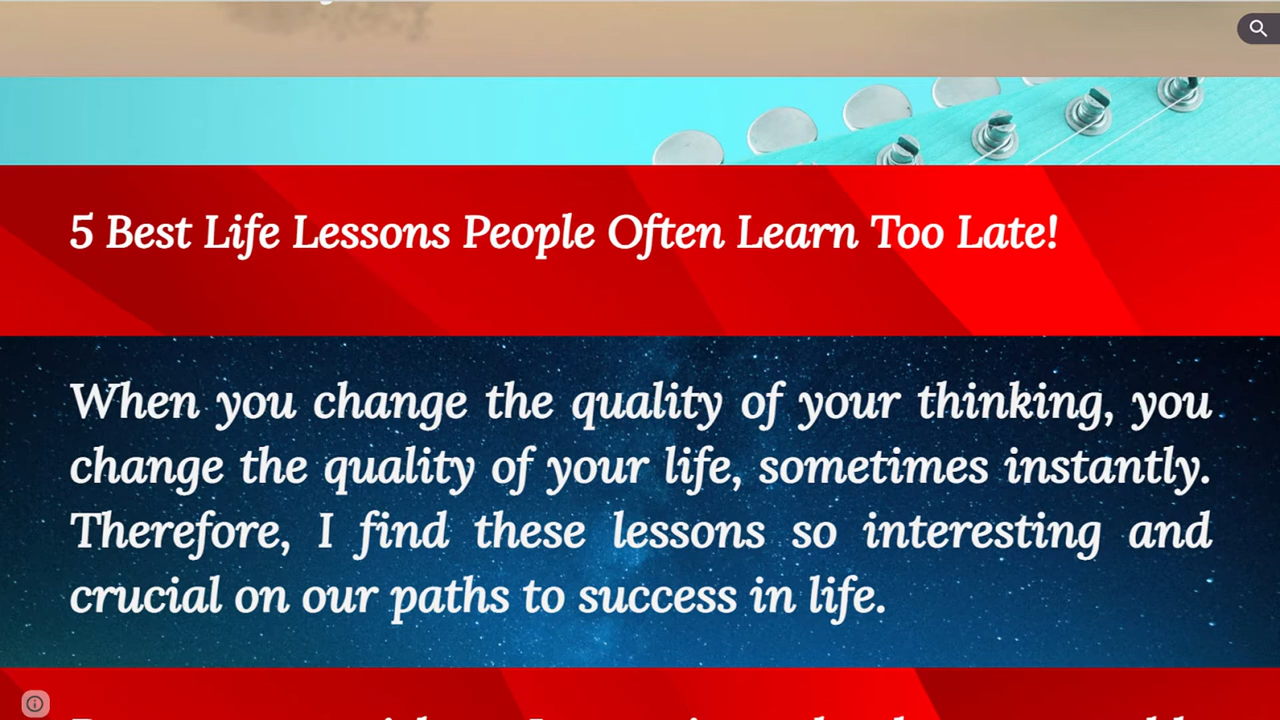 5 Best Life Lessons People Often Learn Too Late!
When you change the quality of your thinking, you
change the quality of your life, sometimes instantly.
Therefore, I find these lessons so interesting and
crucial on our paths to success in life.